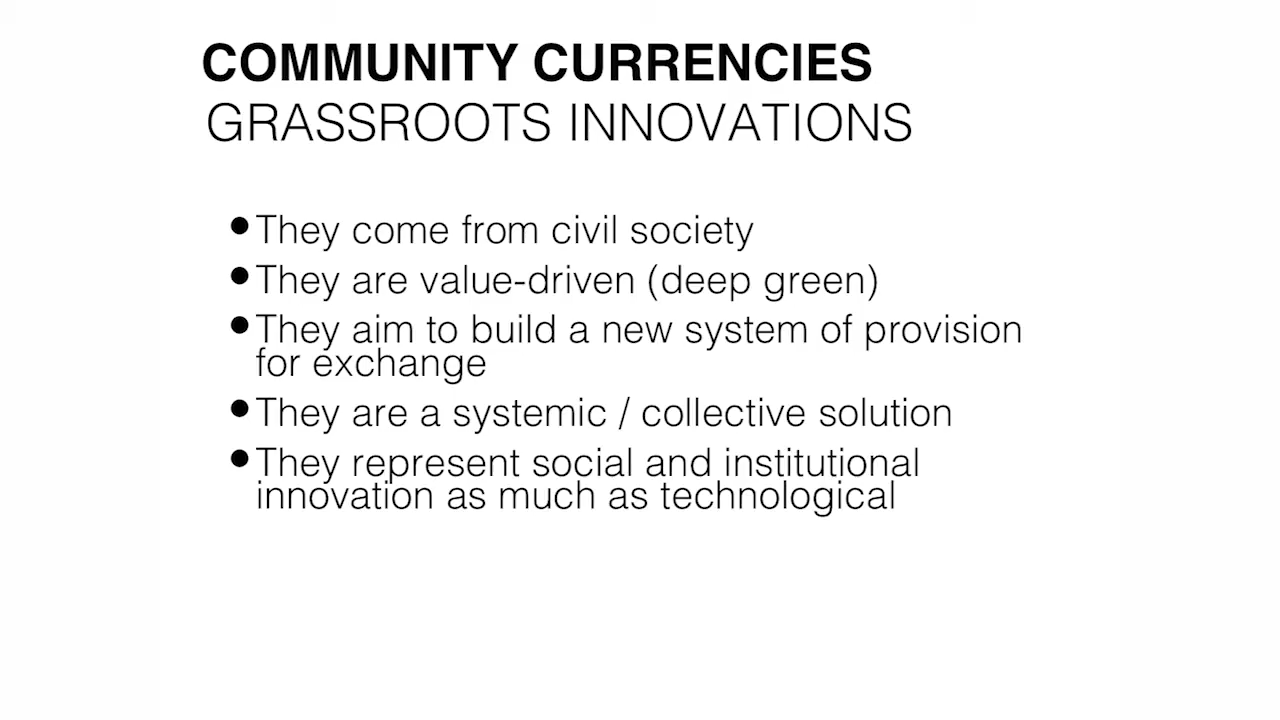 COMMUNITY CURRENCIES
GRASSROOTS INNOVATIONS
•They come from civil society
•They are value-driven (deep green)
•They aim to build a new system of provision
for exchange
•They are a systemic / collective solution
•They represent social and institutional
innovation as much as technological